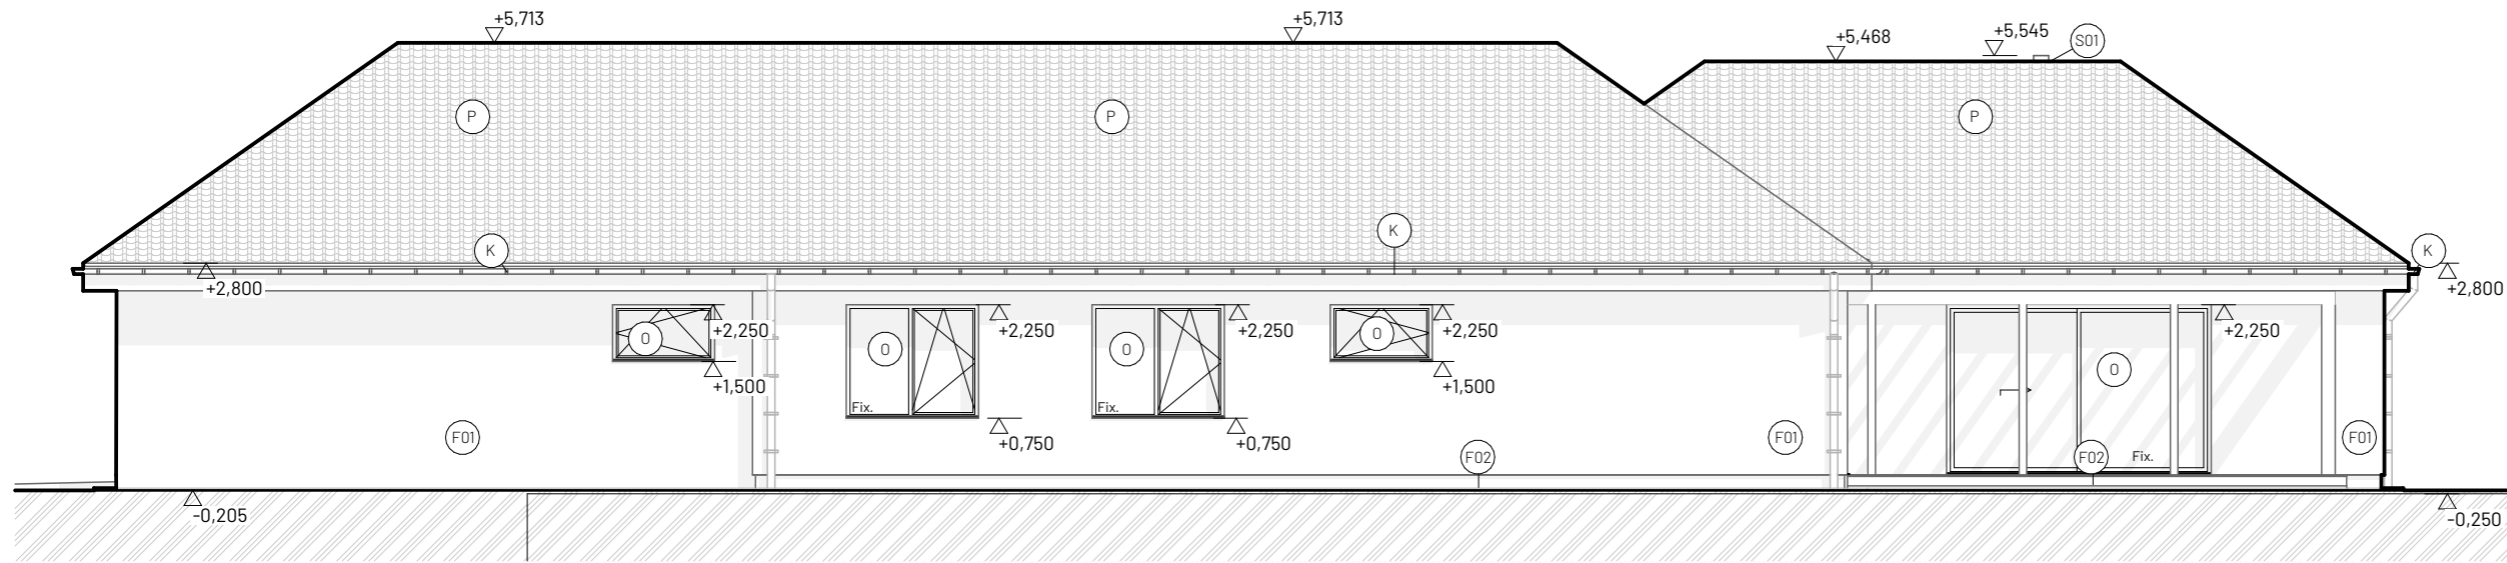 +5,713
+5,713
+5,468
+5,545
S01
P
P
P
K
K
K
+2,800
+2,800
O
+2,250
+1,500
O
Fix.
+2,250
+0,750
O
Fix.
+2,250
+0,750
O
+2,250
+1,500
+2,250
O
Fix.
F01
F02
F01
F02
F01
-0,205
-0,250